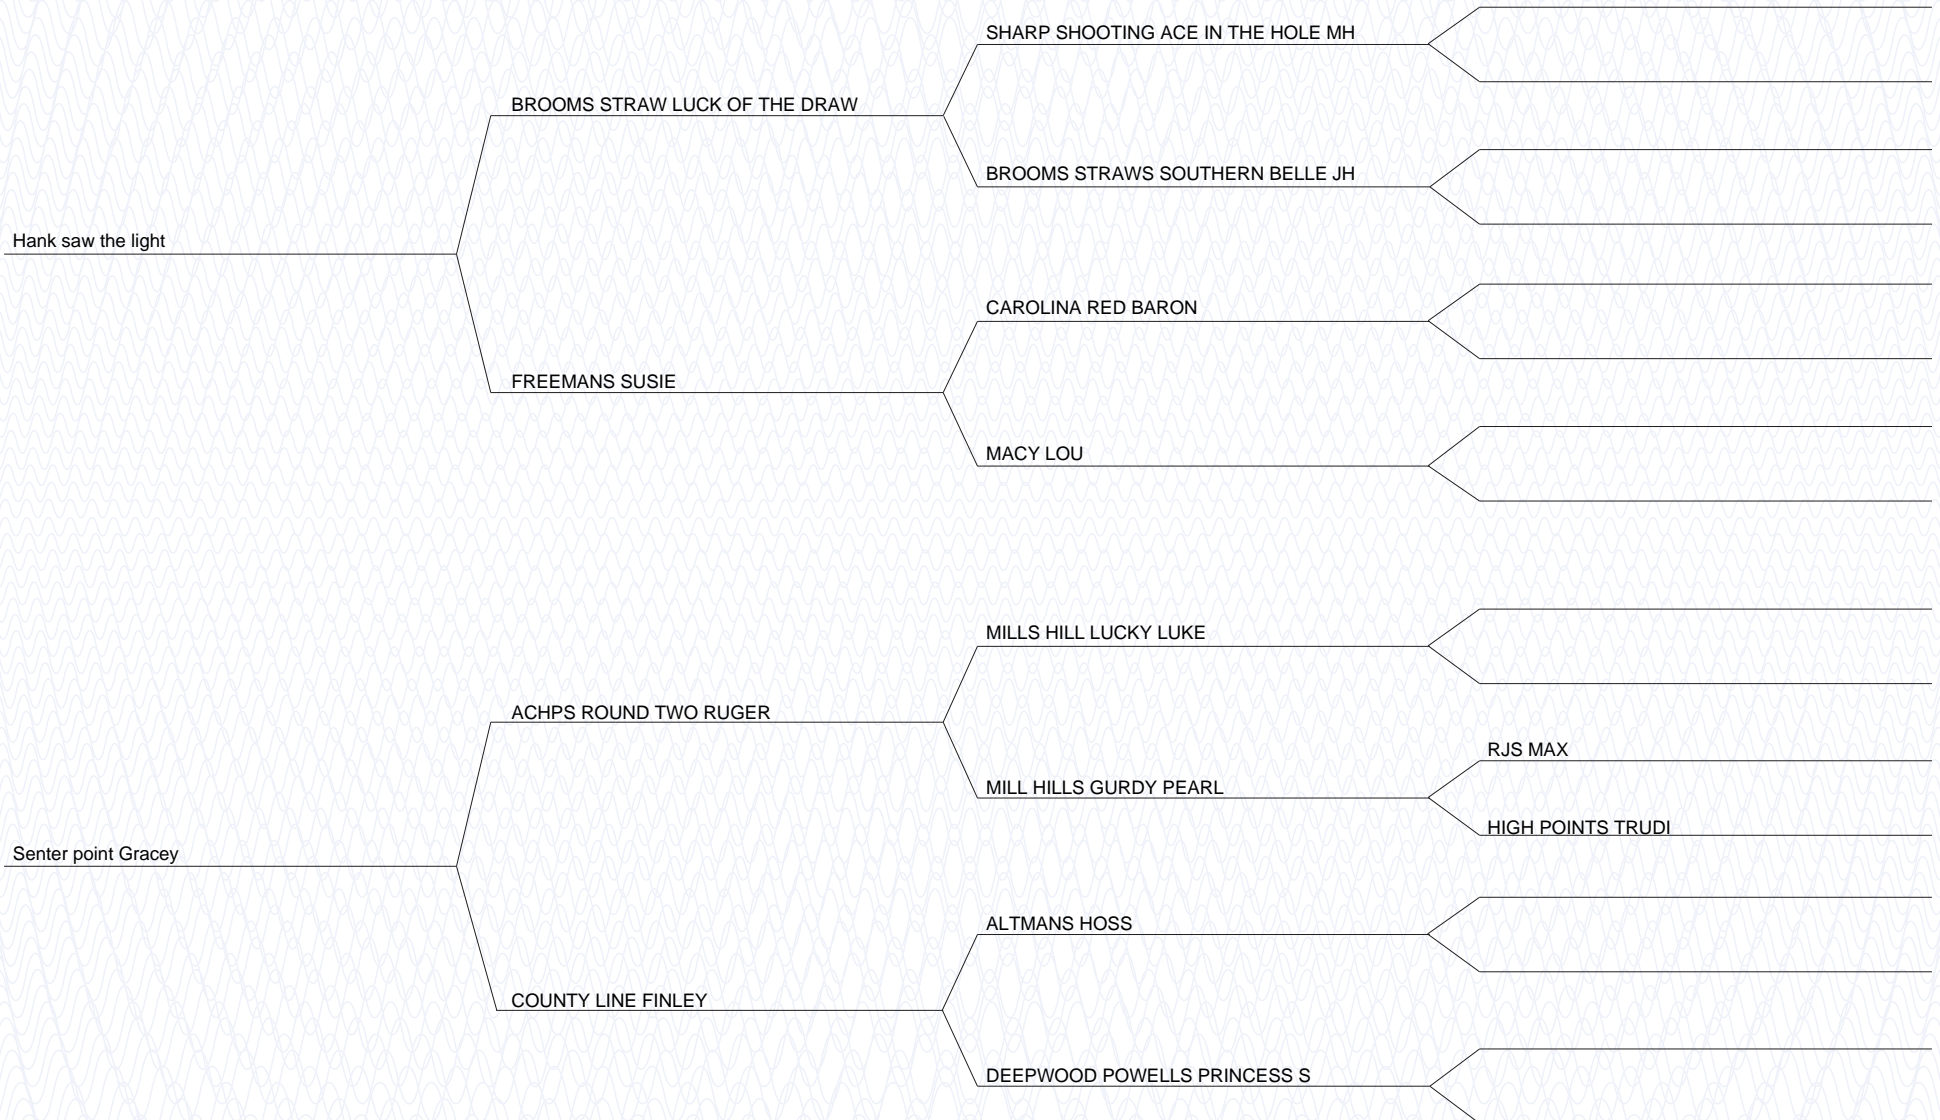 SHARP SHOOTING ACE IN THE HOLE MH
BROOMS STRAW LUCK OF THE DRAW
BROOMS STRAWS SOUTHERN BELLE JH
Hank saw the light
CAROLINA RED BARON
FREEMANS SUSIE
MACY LOU
MILLS HILL LUCKY LUKE
ACHPS ROUND TWO RUGER
RJS MAX
MILL HILLS GURDY PEARL
HIGH POINTS TRUDI
Senter point Gracey
ALTMANS HOSS
COUNTY LINE FINLEY
DEEPWOOD POWELLS PRINCESS S